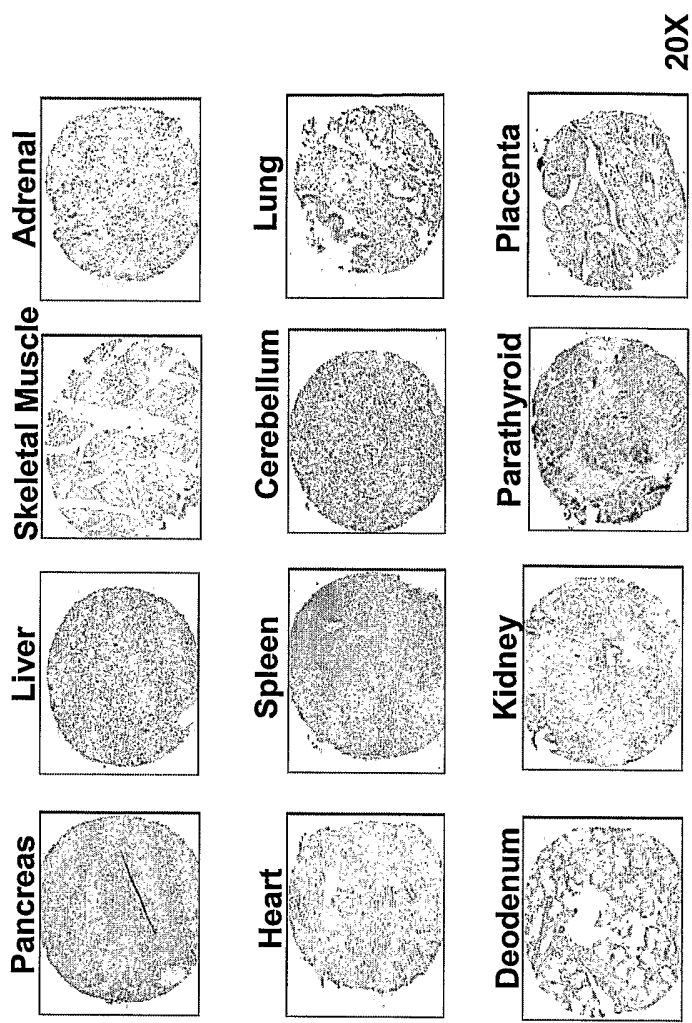 Pancreas Liver Skeletal Muscle Adrenal
Heart Spleen Cerebellum Lung
Deodenum Kidney Parathyroid Placenta
20X